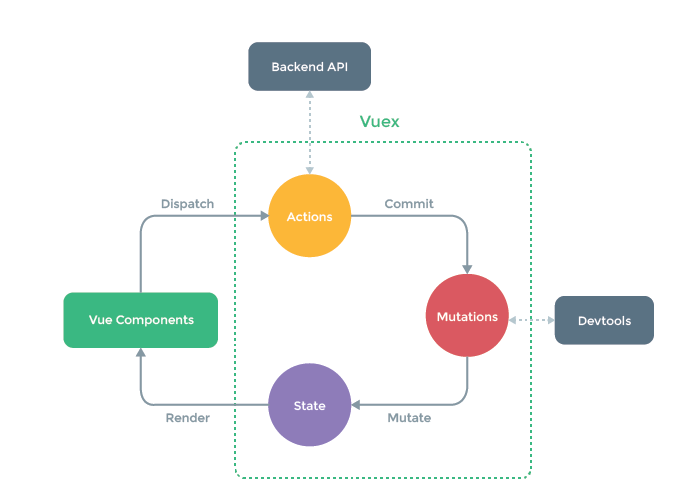 Backend API
Vuex
Dispatch
Commit
Actions
Vue Components
Mutations
Devtools
State
Render
Mutate